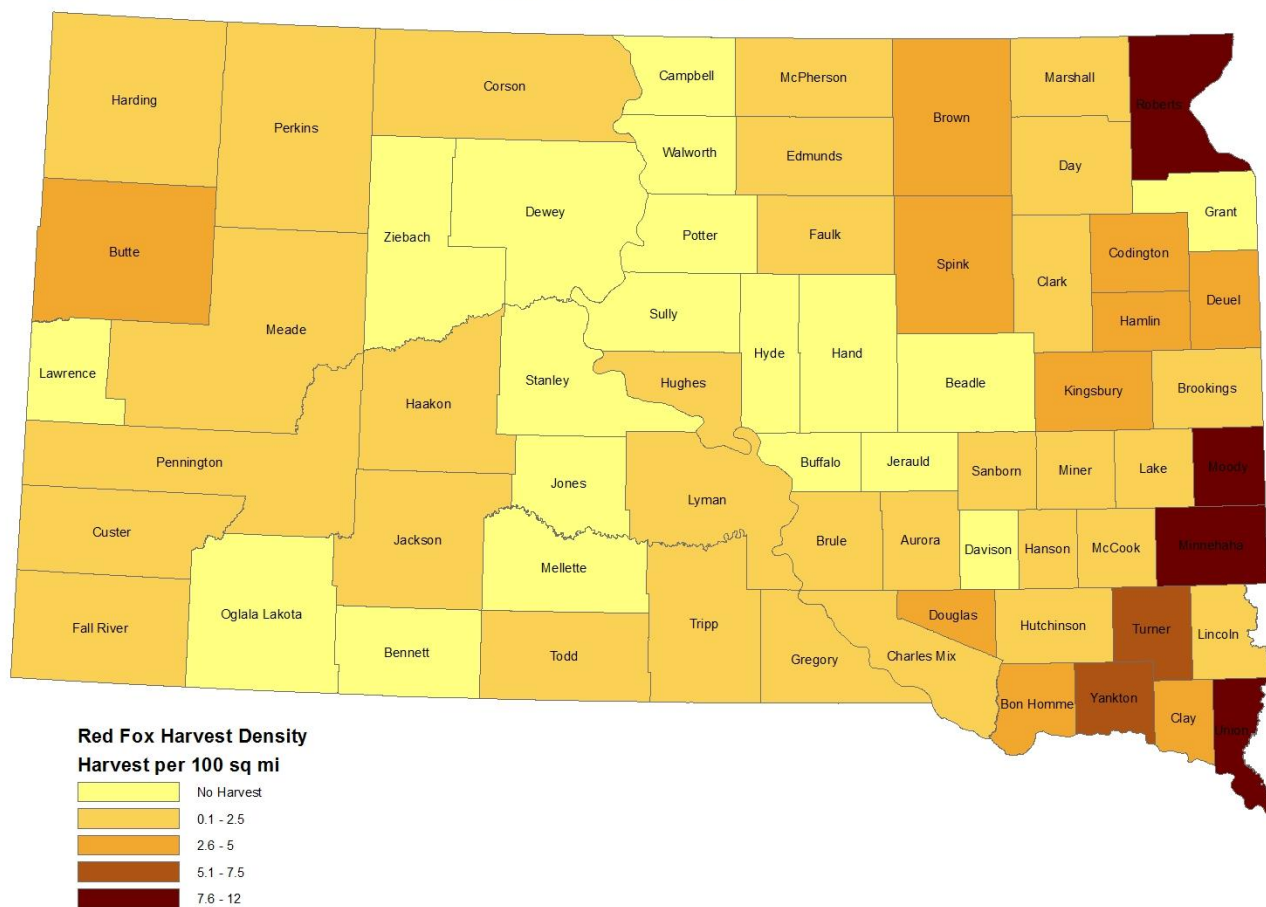 Harding
Perkins
Corson
Campbell
McPherson
Brown
Marshall
Roberts
Walworth
Edmunds
Day
Butte
Ziebach
Dewey
Potter
Faulk
Spink
Clark
Codington
Grant
Meade
Sully
Hyde
Hand
Hamlin
Deuel
Lawrence
Haakon
Stanley
Hughes
Beadle
Kingsbury
Brookings
Pennington
Jones
Lyman
Buffalo
Jerauld
Sanborn
Miner
Lake
Moody
Custer
Jackson
Mellette
Brule
Aurora
Davison
Hanson
McCook
Minnehaha
Fall River
Oglala Lakota
Bennett
Todd
Tripp
Gregory
Charles Mix
Douglas
Hutchinson
Turner
Lincoln
Bon Homme
Yankton
Clay
Union
Red Fox Harvest Density
Harvest per 100 sq mi
No Harvest
0.1 - 2.5
2.6 - 5
5.1 - 7.5
7.6 - 12